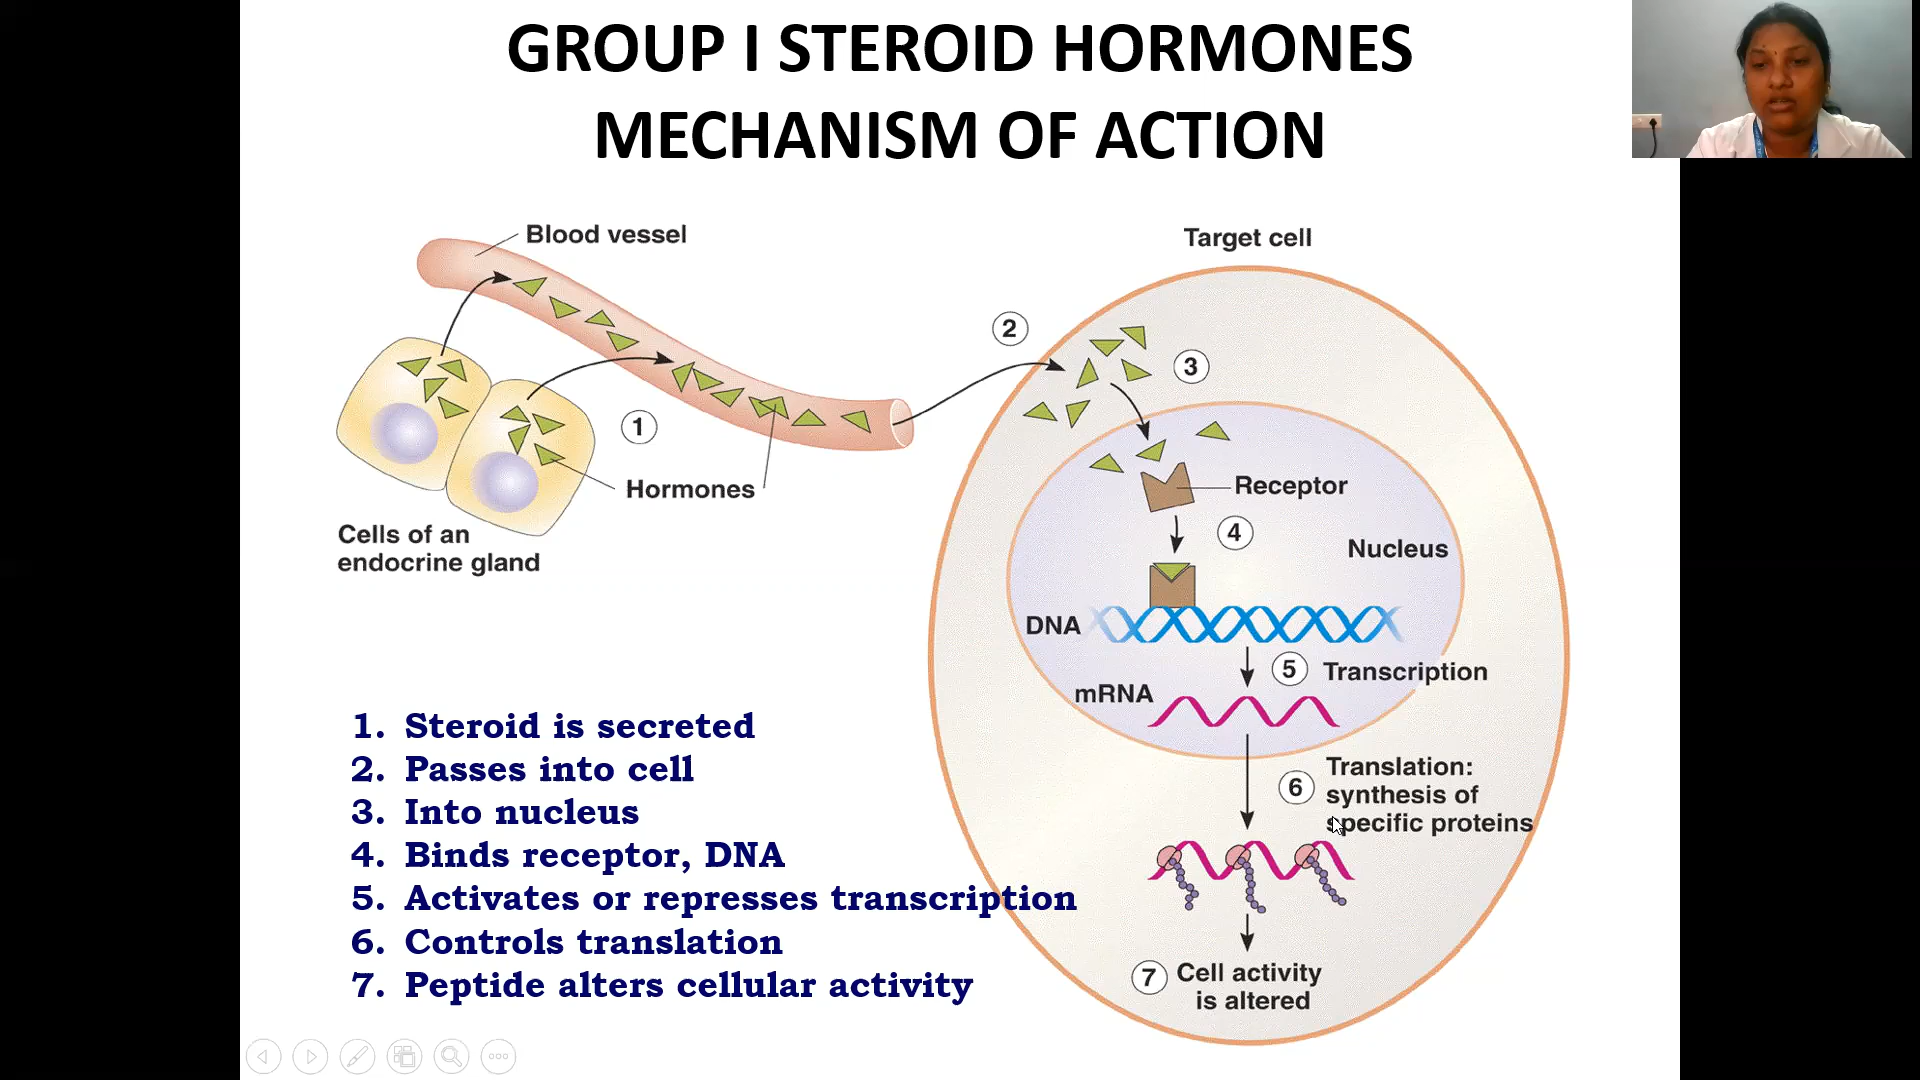 GROUP I STEROID HORMONES
MECHANISM OF ACTION
Blood vessel
Target cell
2
3
1
Hormones
Receptor
4
Cells of an
endocrine gland
Nucleus
DNA
5 Transcription
mRNA
1. Steroid is secreted
2. Passes into cell
3. Into nucleus
4. Binds receptor, DNA
5. Activates or represses transcription
6. Controls translation
7. Peptide alters cellular activity
6 Translation:
synthesis of
specific proteins
7 Cell activity
is altered